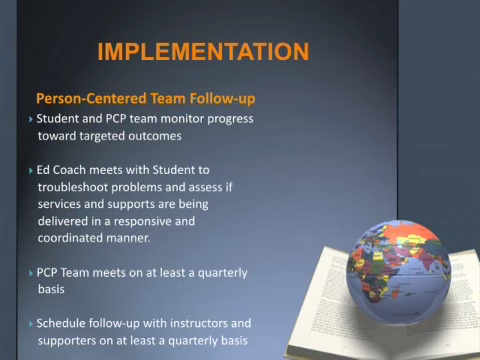 IMPLEMENTATION
Person-Centered Team Follow-up
Student and PCP team monitor progress
toward targeted outcomes
Ed Coach meets with Student to
troubleshoot problems and assess if
services and supports are being
delivered in a responsive and
coordinated manner.
PCP Team meets on at least a quarterly
basis
Schedule follow-up with instructors and
supporters on at least a quarterly basis